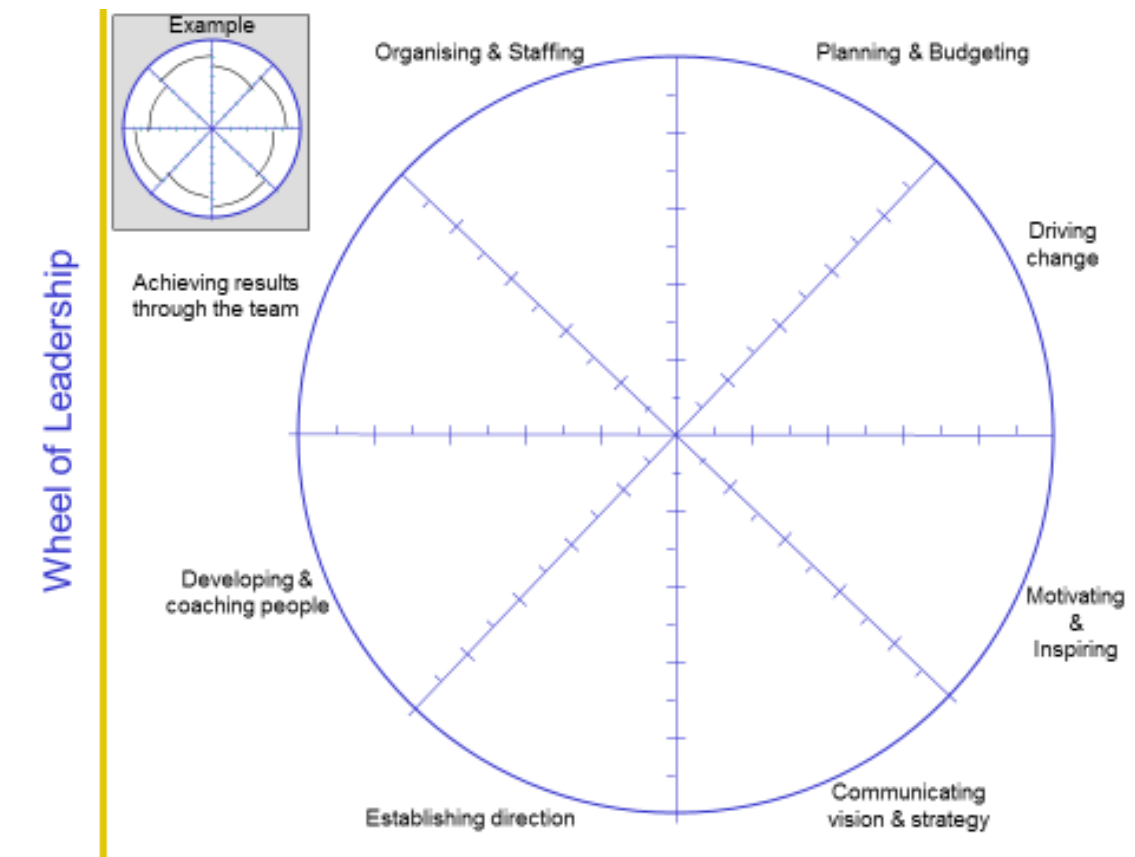 Wheel of Leadership
Example
Organising & Staffing
Planning & Budgeting
Driving
change
Achieving results
through the team
Developing &
coaching people
Motivating
&
Inspiring
Establishing direction
Communicating
vision & strategy